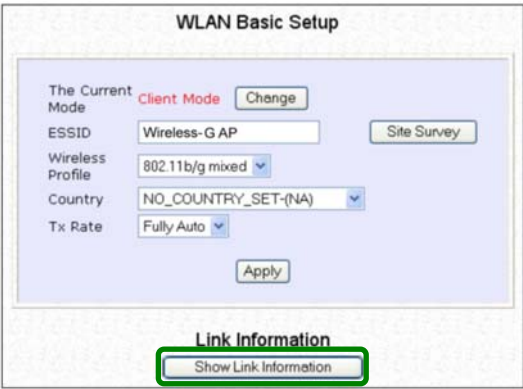 WLAN Basic Setup
The Current Mode Client Mode Change
ESSID Wireless-G AP Site Survey
Wireless Profile 802.11b/g mixed
Country NO_COUNTRY_SET-(NA)
Tx Rate Fully Auto
Apply
Link Information
Show Link Information